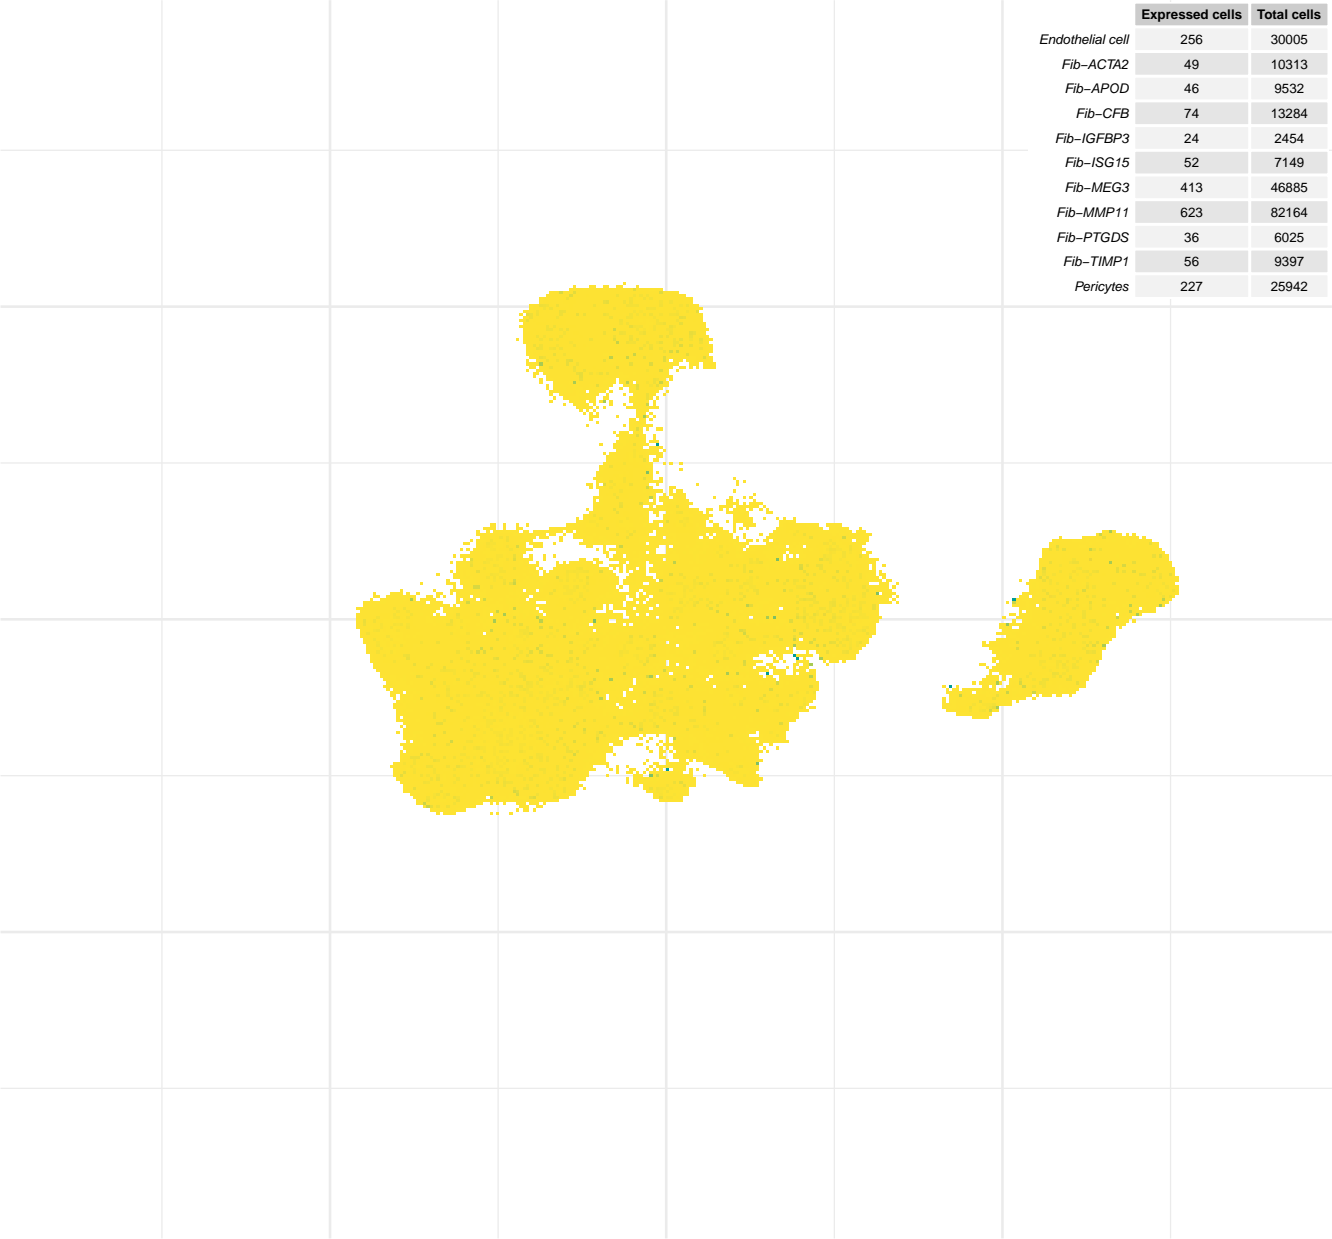 Expressed cells Total cells
Endothelial cell 256 30005
Fib−ACTA2 49 10313
Fib−APOD 46 9532
Fib−CFB 74 13284
Fib−IGFBP3 24 2454
Fib−ISG15 52 7149
Fib−MEG3 413 46885
Fib−MMP11 623 82164
Fib−PTGDS 36 6025
Fib−TIMP1 56 9397
Pericytes 227 25942